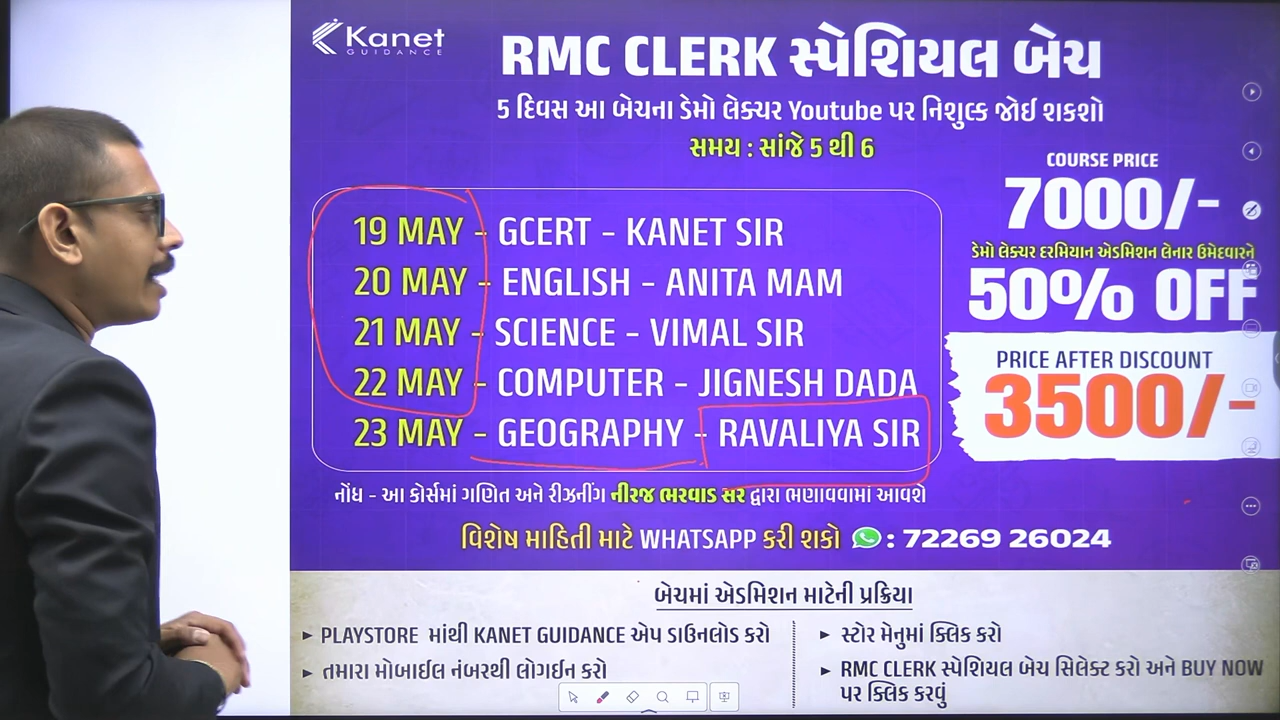 Kanet
GUIDANCE
RMC CLERK સ્પેશિયલ બેચ
5 દિવસ આ બેચના ડેમો લેક્ચર Youtube પર નિશુલ્ક જોઈ શકશો
સમય : સાંજે 5 થી 6
19 MAY - GCERT - KANET SIR
20 MAY - ENGLISH - ANITA MAM
21 MAY - SCIENCE - VIMAL SIR
22 MAY - COMPUTER - JIGNESH DADA
23 MAY - GEOGRAPHY - RAVALIYA SIR
COURSE PRICE
7000/-
ડેમો લેક્ચર દરમિયાન એડમિશન લેનાર ઉમેદવારને
50% OFF
PRICE AFTER DISCOUNT
3500/-
નોંધ - આ કોર્સમાં ગણિત અને રીઝનીંગ નીરજ ભરવાડ સર દ્વારા ભણાવવામાં આવશે
વિશેષ માહિતી માટે WHATSAPP કરી શકો : 72269 26024
બેચમાં એડમિશન માટેની પ્રક્રિયા
▸ PLAYSTORE માંથી KANET GUIDANCE એપ ડાઉનલોડ કરો
▸ તમારા મોબાઈલ નંબરથી લોગઈન કરો
▸ સ્ટોર મેનુમાં ક્લિક કરો
▸ RMC CLERK સ્પેશિયલ બેચ સિલેક્ટ કરો અને BUY NOW
પર ક્લિક કરવું